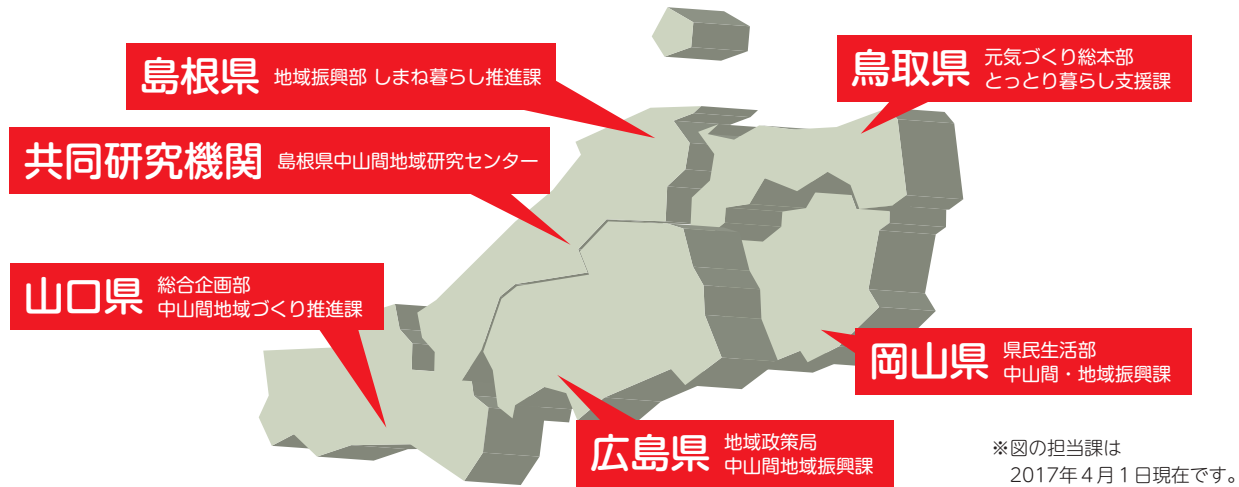 島根県 地域振興部 しまね暮らし推進課
鳥取県 元気づくり総本部
とっとり暮らし支援課
共同研究機関 島根県中山間地域研究センター
山口県 総合企画部
中山間地域づくり推進課
岡山県 県民生活部
中山間・地域振興課
広島県 地域政策局
中山間地域振興課
※図の担当課は
2017年4月1日現在です。